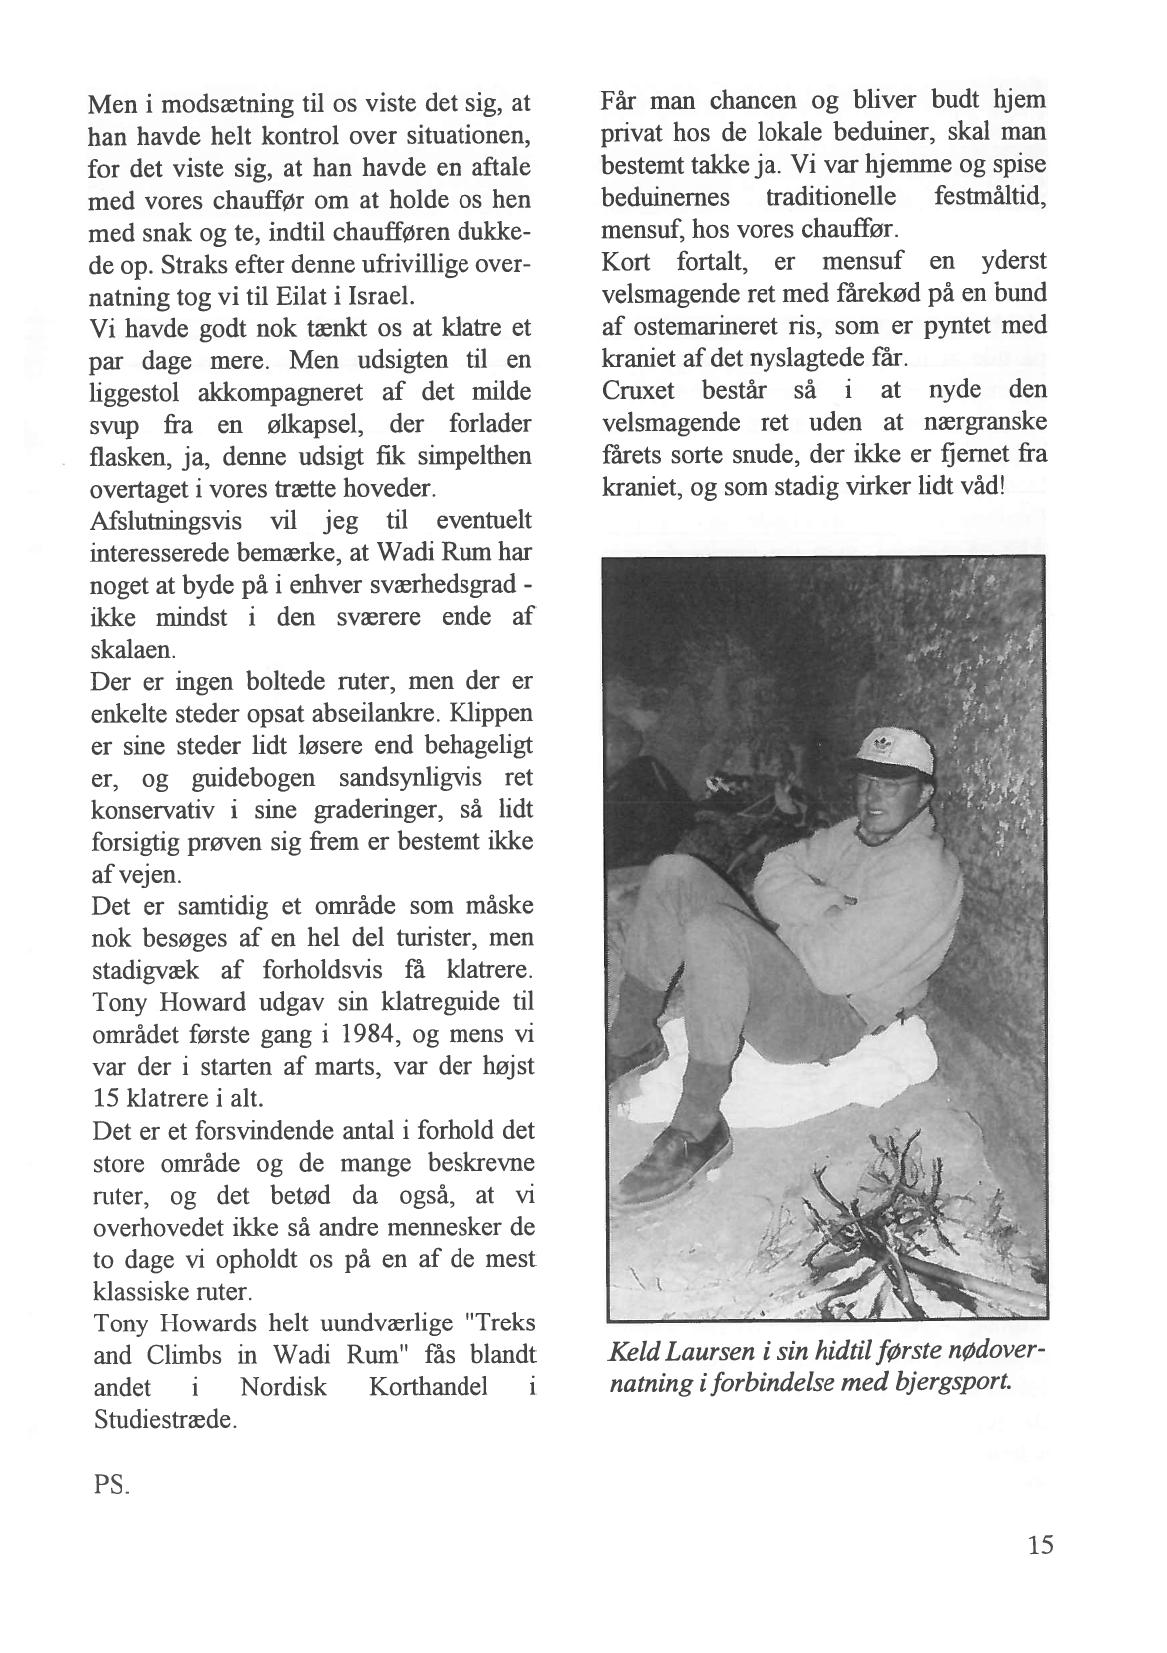 Men i modsætning til os viste det sig, at
han havde helt kontrol over situationen,
for det viste sig, at han havde en aftale
med vores chauffør om at holde os hen
med snak og te, indtil chaufføren dukke-
de op. Straks efter denne ufrivillige over-
natning tog vi til Eilat i Israel.
Vi havde godt nok tænkt os at klatre et
par dage mere. Men udsigten til en
liggestol akkompagneret af det milde
svup fra en ølkapsel, der forlader
flasken, ja, denne udsigt fik simpelthen
overtaget i vores trætte hoveder.
Afslutningsvis vil jeg til eventuelt
interesserede bemærke, at Wadi Rum har
noget at byde på i enhver sværhedsgrad -
ikke mindst i den sværere ende af
skalaen.
Der er ingen boltede ruter, men der er
enkelte steder opsat abseilankre. Klippen
er sine steder lidt løsere end behageligt
er, og guidebogen sandsynligvis ret
konservativ i sine graderinger, så lidt
forsigtig prøven sig frem er bestemt ikke
af vejen.
Det er samtidig et område som måske
nok besøges af en hel del turister, men
stadigvæk af forholdsvis få klatrere.
Tony Howard udgav sin klatreguide til
området første gang i 1984, og mens vi
var der i starten af marts, var der højst
15 klatrere i alt.
Det er et forsvindende antal i forhold det
store område og de mange beskrevne
ruter, og det betød da også, at vi
overhovedet ikke så andre mennesker de
to dage vi opholdt os på en af de mest
klassiske ruter.
Tony Howards helt uundværlige "Treks
and Climbs in Wadi Rum" fås blandt
andet i Nordisk Korthandel i
Studiestræde.
PS.
Får man chancen og bliver budt hjem
privat hos de lokale beduiner, skal man
bestemt takke ja. Vi var hjemme og spise
beduinernes traditionelle festmåltid,
mensuf, hos vores chauffør.
Kort fortalt, er mensuf en yderst
velsmagende ret med fårekød på en bund
af ostemarineret ris, som er pyntet med
kraniet af det nyslagtede får.
Cruxet består så i at nyde den
velsmagende ret uden at nærgranske
fårets sorte snude, der ikke er fjernet fra
kraniet, og som stadig virker lidt våd!
Keld Laursen i sin hidtil første nødover-
natning i forbindelse med bjergsport.
15